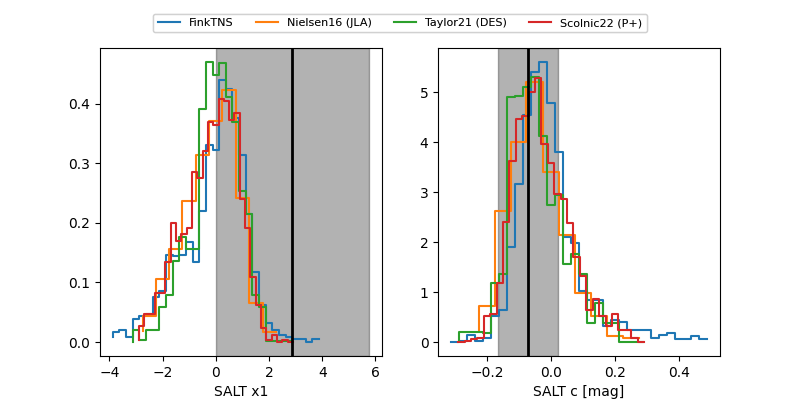 FinkTNS Nielsen16 (JLA) Taylor21 (DES) Scolnic22 (P+)
0.4
0.3
0.2
0.1
0.0
−4 −2 0 2 4 6
SALT x1
5
4
3
2
1
0
−0.2 0.0 0.2 0.4
SALT c [mag]